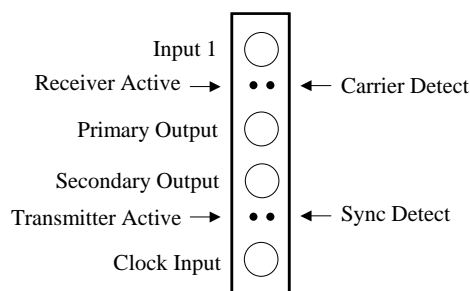 Input 1
Receiver Active
Carrier Detect
Primary Output
Secondary Output
Transmitter Active
Sync Detect
Clock Input